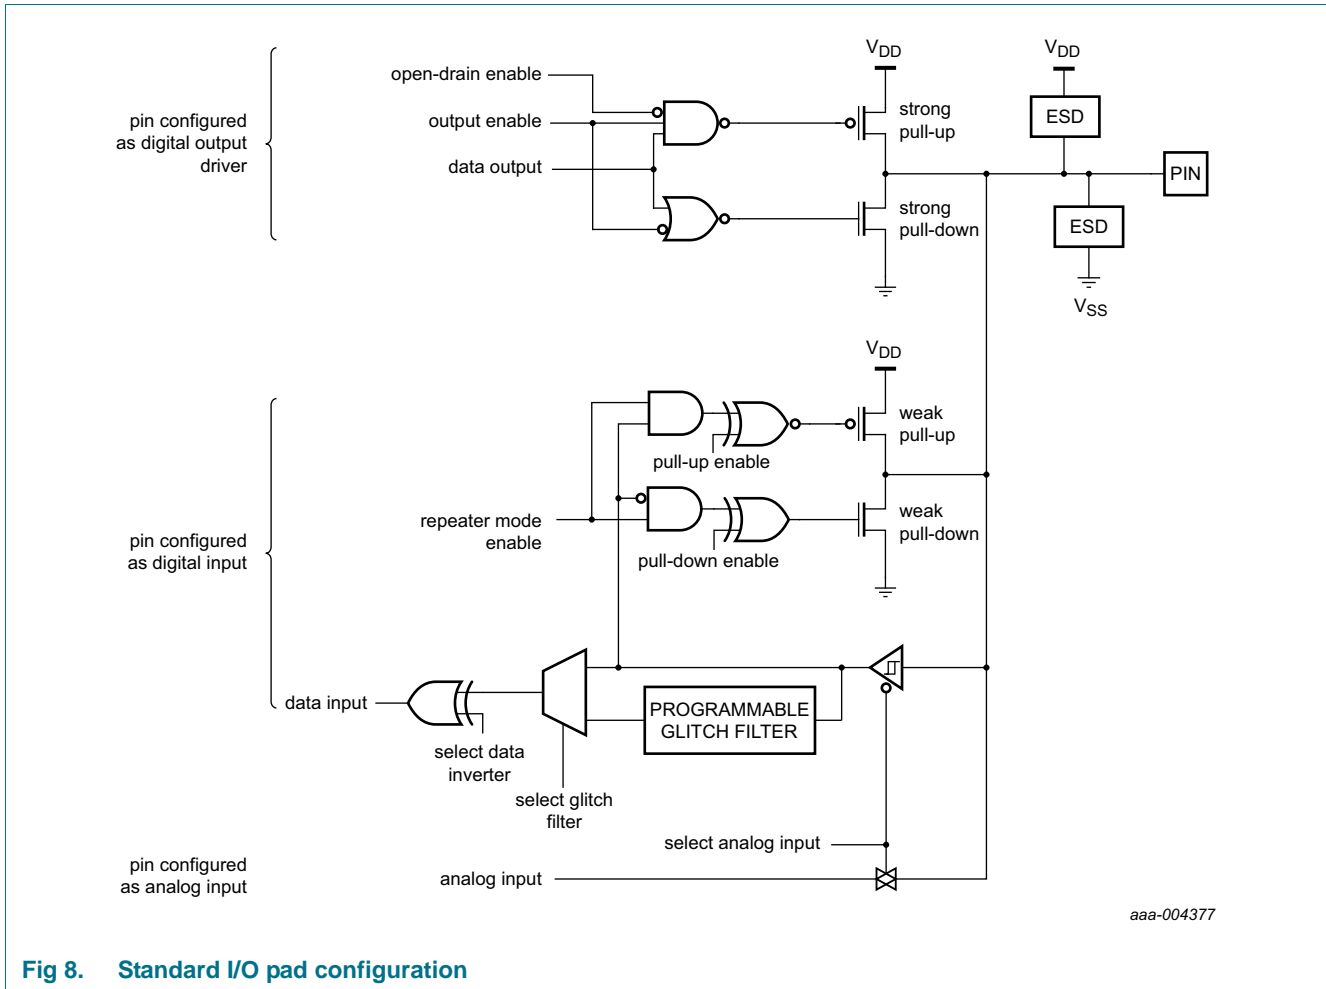 VDD
VDD
open-drain enable
strong
pull-up
ESD
pin configured
as digital output
driver
output enable
data output
PIN
strong
pull-down
ESD
VSS
VDD
weak
pull-up
pull-up enable
repeater mode
enable
weak
pull-down
pin configured
as digital input
pull-down enable
data input
PROGRAMMABLE
GLITCH FILTER
select data
inverter
select glitch
filter
select analog input
pin configured
as analog input
analog input
aaa-004377
Fig 8. Standard I/O pad configuration